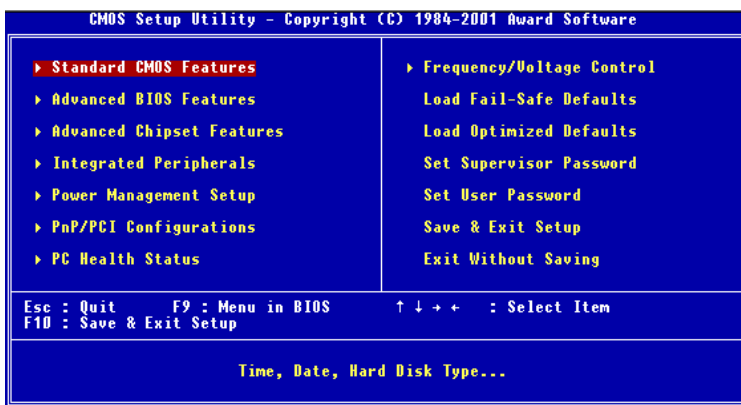 CMOS Setup Utility - Copyright (C) 1984-2001 Award Software
▸ Standard CMOS Features
▸ Advanced BIOS Features
▸ Advanced Chipset Features
▸ Integrated Peripherals
▸ Power Management Setup
▸ PnP/PCI Configurations
▸ PC Health Status
▸ Frequency/Voltage Control
Load Fail-Safe Defaults
Load Optimized Defaults
Set Supervisor Password
Set User Password
Save & Exit Setup
Exit Without Saving
Esc : Quit F9 : Menu in BIOS ↑ ↓ → ← : Select Item
F10 : Save & Exit Setup
Time, Date, Hard Disk Type...